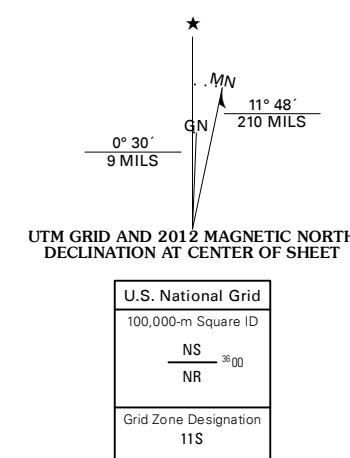 ★
MN
GN
11° 48´
210 MILS
0° 30´
9 MILS
UTM GRID AND 2012 MAGNETIC NORTH
DECLINATION AT CENTER OF SHEET
U.S. National Grid
100,000-m Square ID
NS
3600
NR
Grid Zone Designation
11S